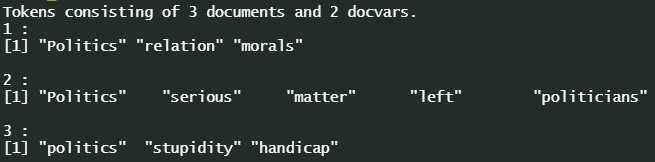 Tokens consisting of 3 documents and 2 docvars.
1 :
[1] "Politics" "relation" "morals"
2 :
[1] "Politics"    "serious"     "matter"      "left"        "politicians"
3 :
[1] "politics"  "stupidity" "handicap"